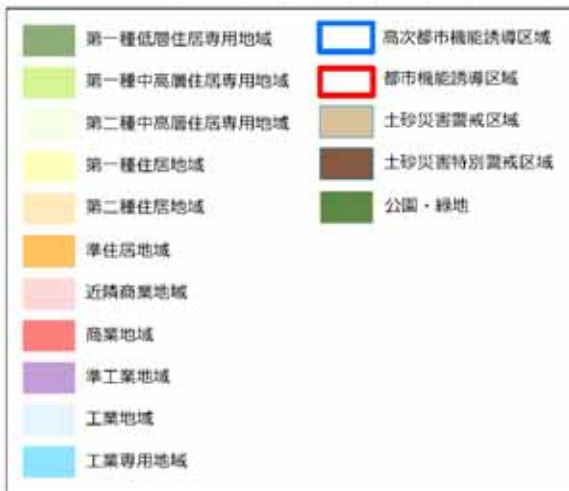 第一種低層住居専用地域
第一種中高層住居専用地域
第二種中高層住居専用地域
第一種住居地域
第二種住居地域
準住居地域
近隣商業地域
商業地域
準工業地域
工業地域
工業専用地域
高次都市機能誘導区域
都市機能誘導区域
土砂災害警戒区域
土砂災害特別警戒区域
公園・緑地